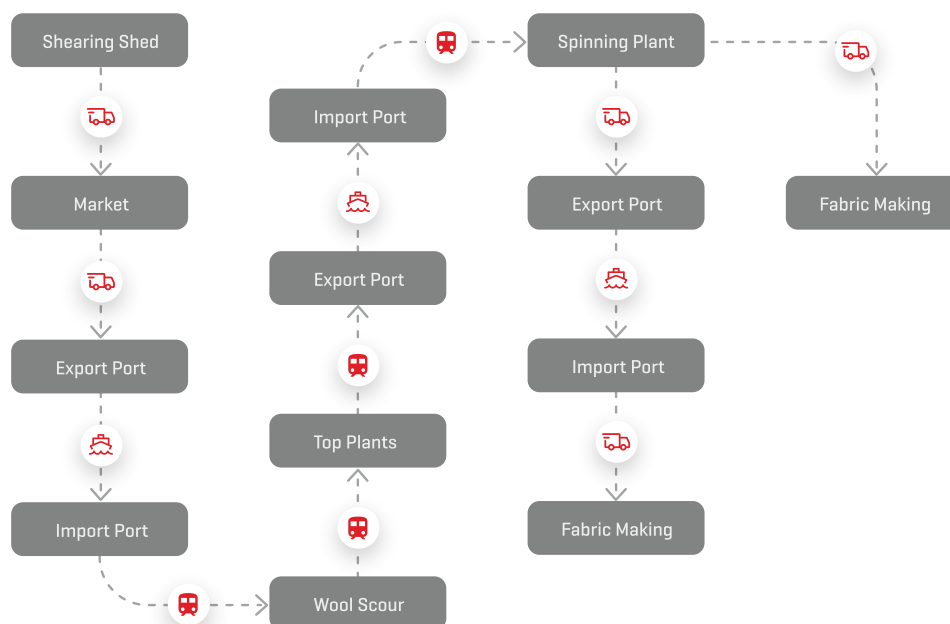 Shearing Shed
Market
Export Port
Import Port
Wool Scour
Top Plants
Export Port
Import Port
Spinning Plant
Export Port
Import Port
Fabric Making
Fabric Making